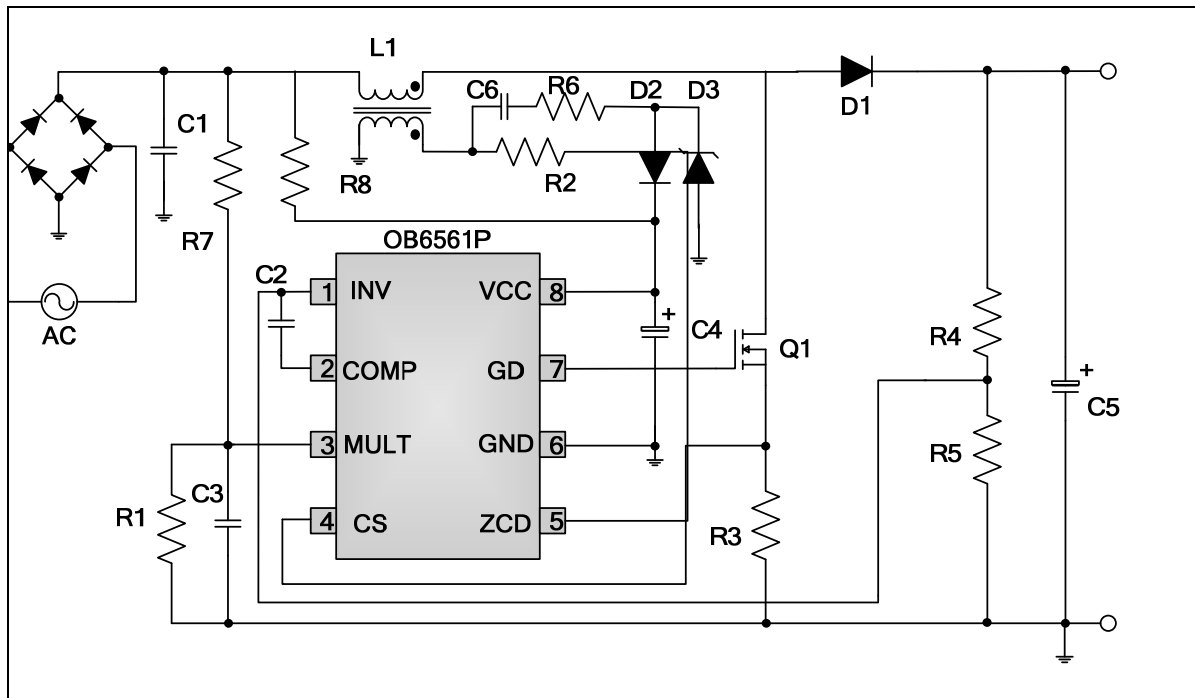 L1
C6
R6
D2
D3
D1
C1
R8
R2
R7
OB6561P
C2
1
INV
VCC
8
+
C4
AC
2
COMP
GD
7
Q1
R4
+
C5
3
MULT
GND
6
R5
C3
R1
4
CS
ZCD
5
R3